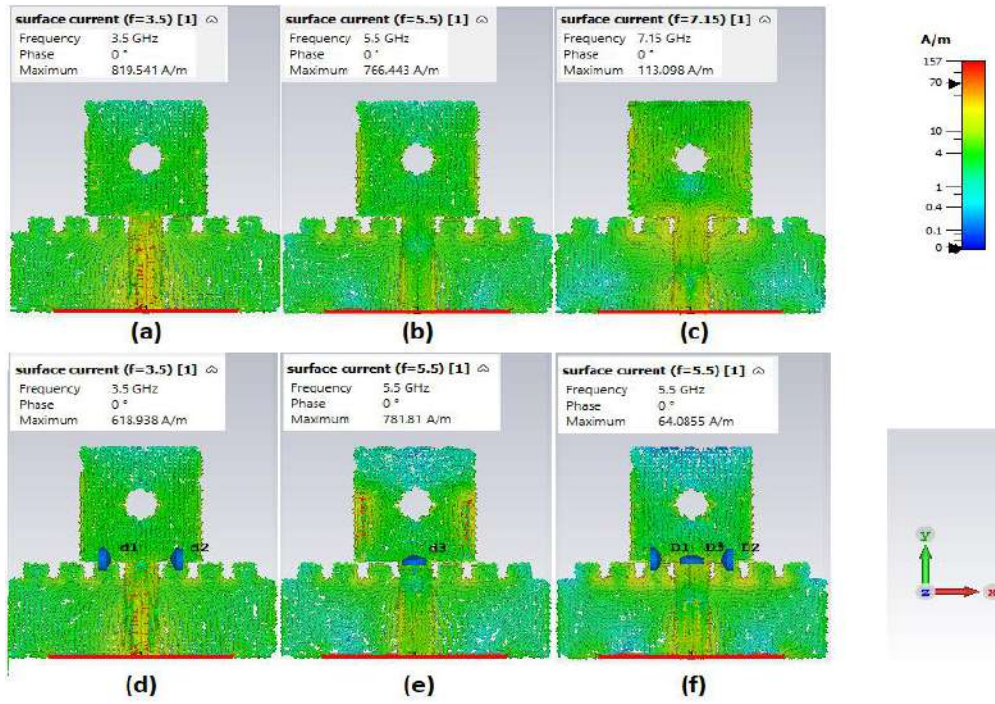 surface current (f=3.5) [1]
Frequency 3.5 GHz
Phase 0 °
Maximum 819.541 A/m
surface current (f=5.5) [1]
Frequency 5.5 GHz
Phase 0 °
Maximum 766.443 A/m
surface current (f=7.15) [1]
Frequency 7.15 GHz
Phase 0 °
Maximum 113.098 A/m
A/m
157
70
10
4
1
0.4
0.1
0
(a)
(b)
(c)
surface current (f=3.5) [1]
Frequency 3.5 GHz
Phase 0 °
Maximum 618.938 A/m
d1 d2
surface current (f=5.5) [1]
Frequency 5.5 GHz
Phase 0 °
Maximum 781.81 A/m
d3
surface current (f=5.5) [1]
Frequency 5.5 GHz
Phase 0 °
Maximum 64.0855 A/m
D1 D3 D2
y
z x
(d)
(e)
(f)